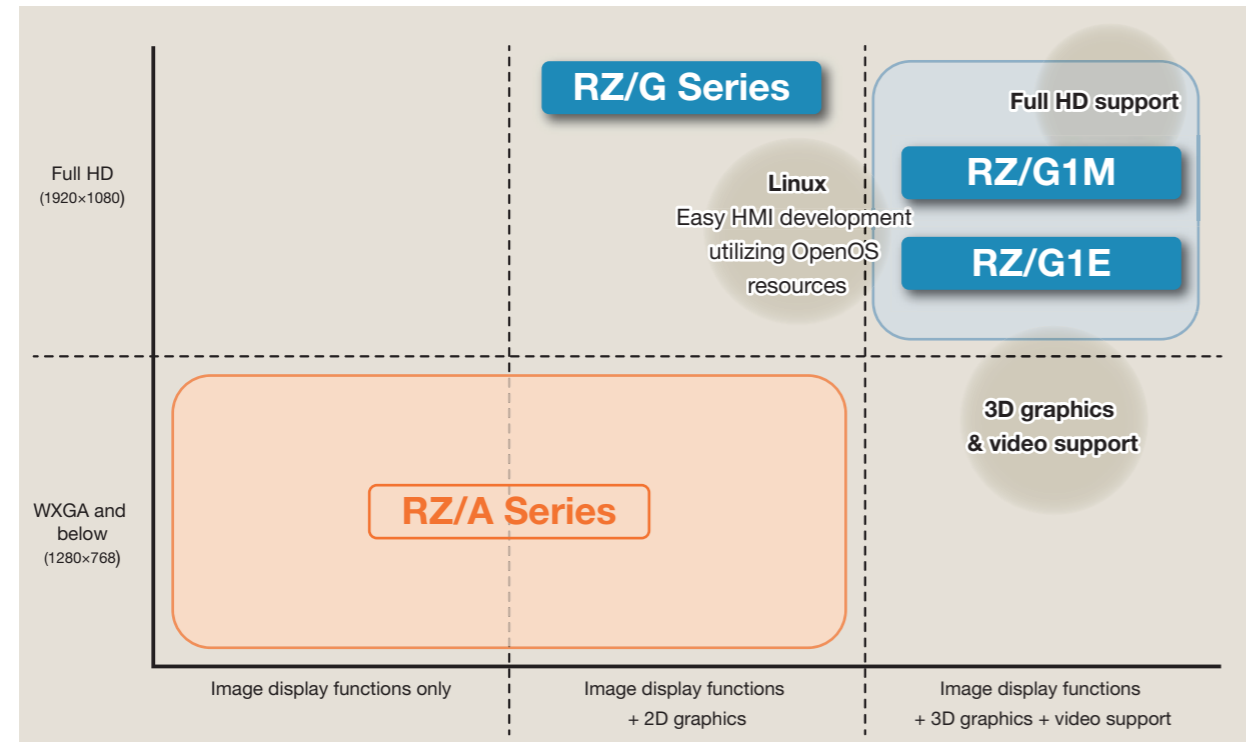 RZ/G Series
Full HD support
Full HD
(1920×1080)
RZ/G1M
Linux
Easy HMI development
utilizing OpenOS
resources
RZ/G1E
3D graphics
& video support
WXGA and
below
(1280×768)
RZ/A Series
Image display functions only
Image display functions
+ 2D graphics
Image display functions
+ 3D graphics + video support